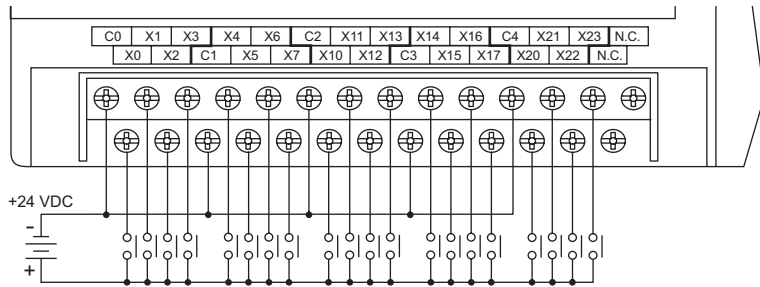 C0 X1 X3 X4 X6 C2 X11 X13 X14 X16 C4 X21 X23 N.C.
X0 X2 C1 X5 X7 X10 X12 C3 X15 X17 X20 X22 N.C.
+24 VDC
-
+